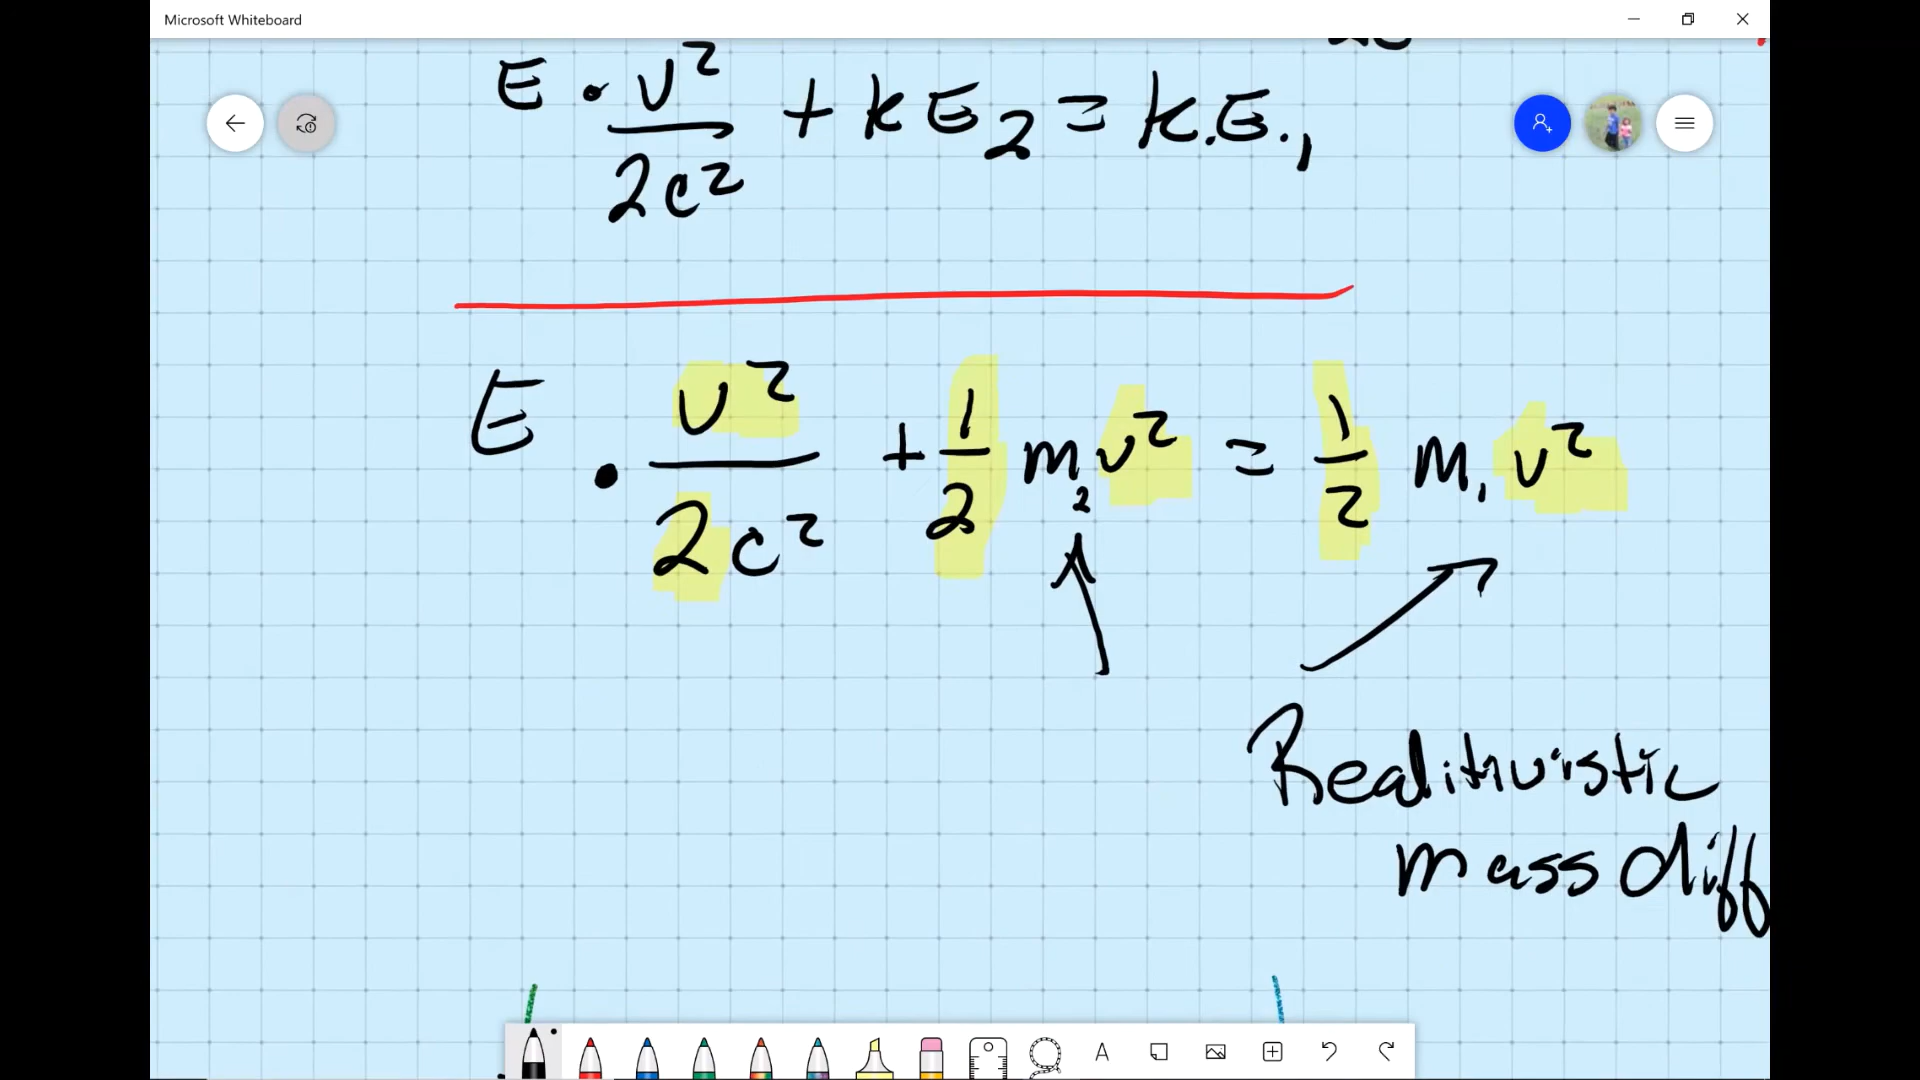 Microsoft Whiteboard
E · v²/2c² + kE₂ = k.E.₁
E · v²/2c² + 1/2 m₂v² = 1/2 m₁v²
Realitivistic
mass diff
A